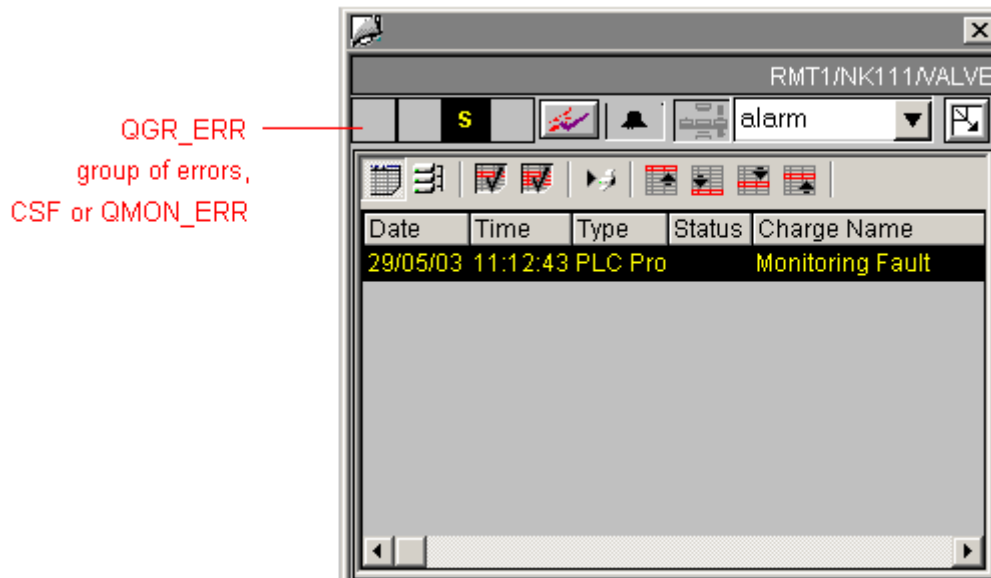 RMT1/NK111/VALVE
S
alarm
QGR_ERR
group of errors,
CSF or QMON_ERR
Date Time Type Status Charge Name
29/05/03 11:12:43 PLC Pro Monitoring Fault